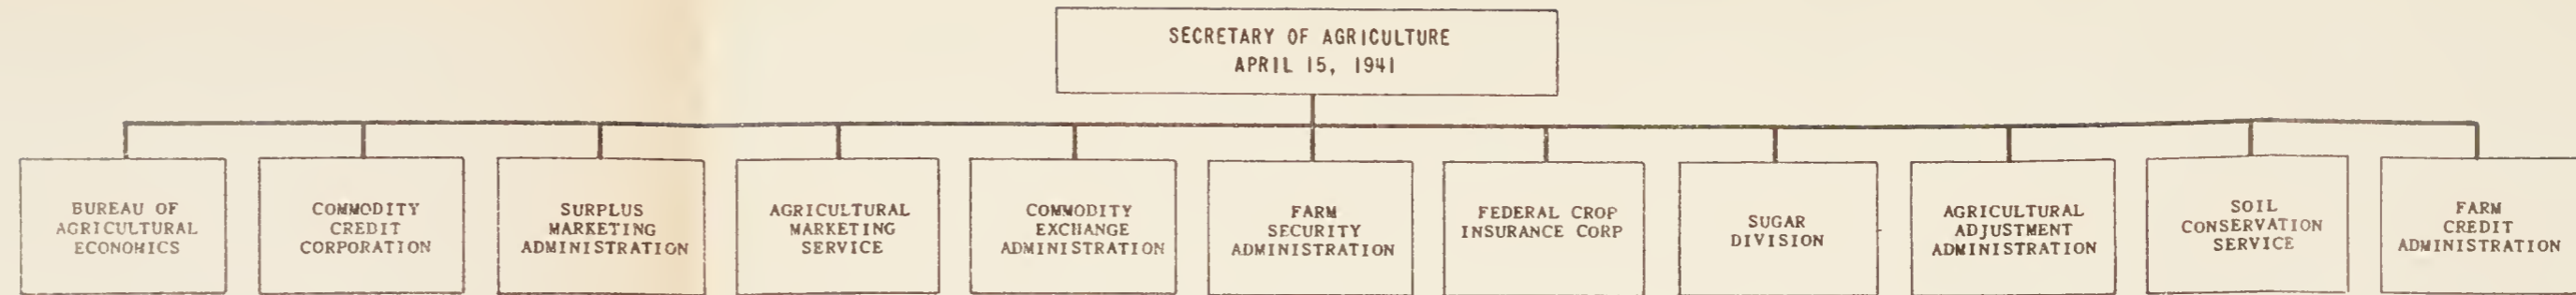 SECRETARY OF AGRICULTURE
APRIL 15, 1941
BUREAU OF
AGRICULTURAL
ECONOMICS
COMMODITY
CREDIT
CORPORATION
SURPLUS
MARKETING
ADMINISTRATION
AGRICULTURAL
MARKETING
SERVICE
COMMODITY
EXCHANGE
ADMINISTRATION
FARM
SECURITY
ADMINISTRATION
FEDERAL CROP
INSURANCE CORP
SUGAR
DIVISION
AGRICULTURAL
ADJUSTMENT
ADMINISTRATION
SOIL
CONSERVATION
SERVICE
FARM
CREDIT
ADMINISTRATION